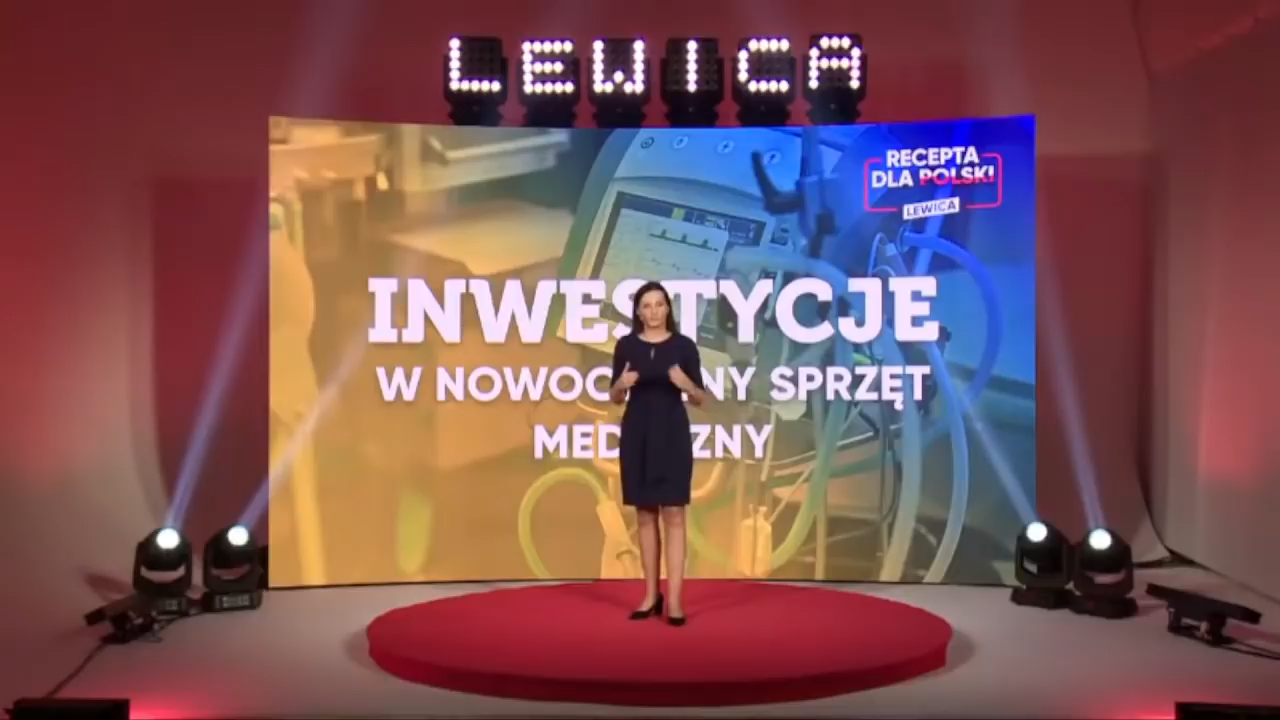 LEWICA
RECEPTA
DLA POLSKI
LEWICA
INWESTYCJE
W SPRZĘT